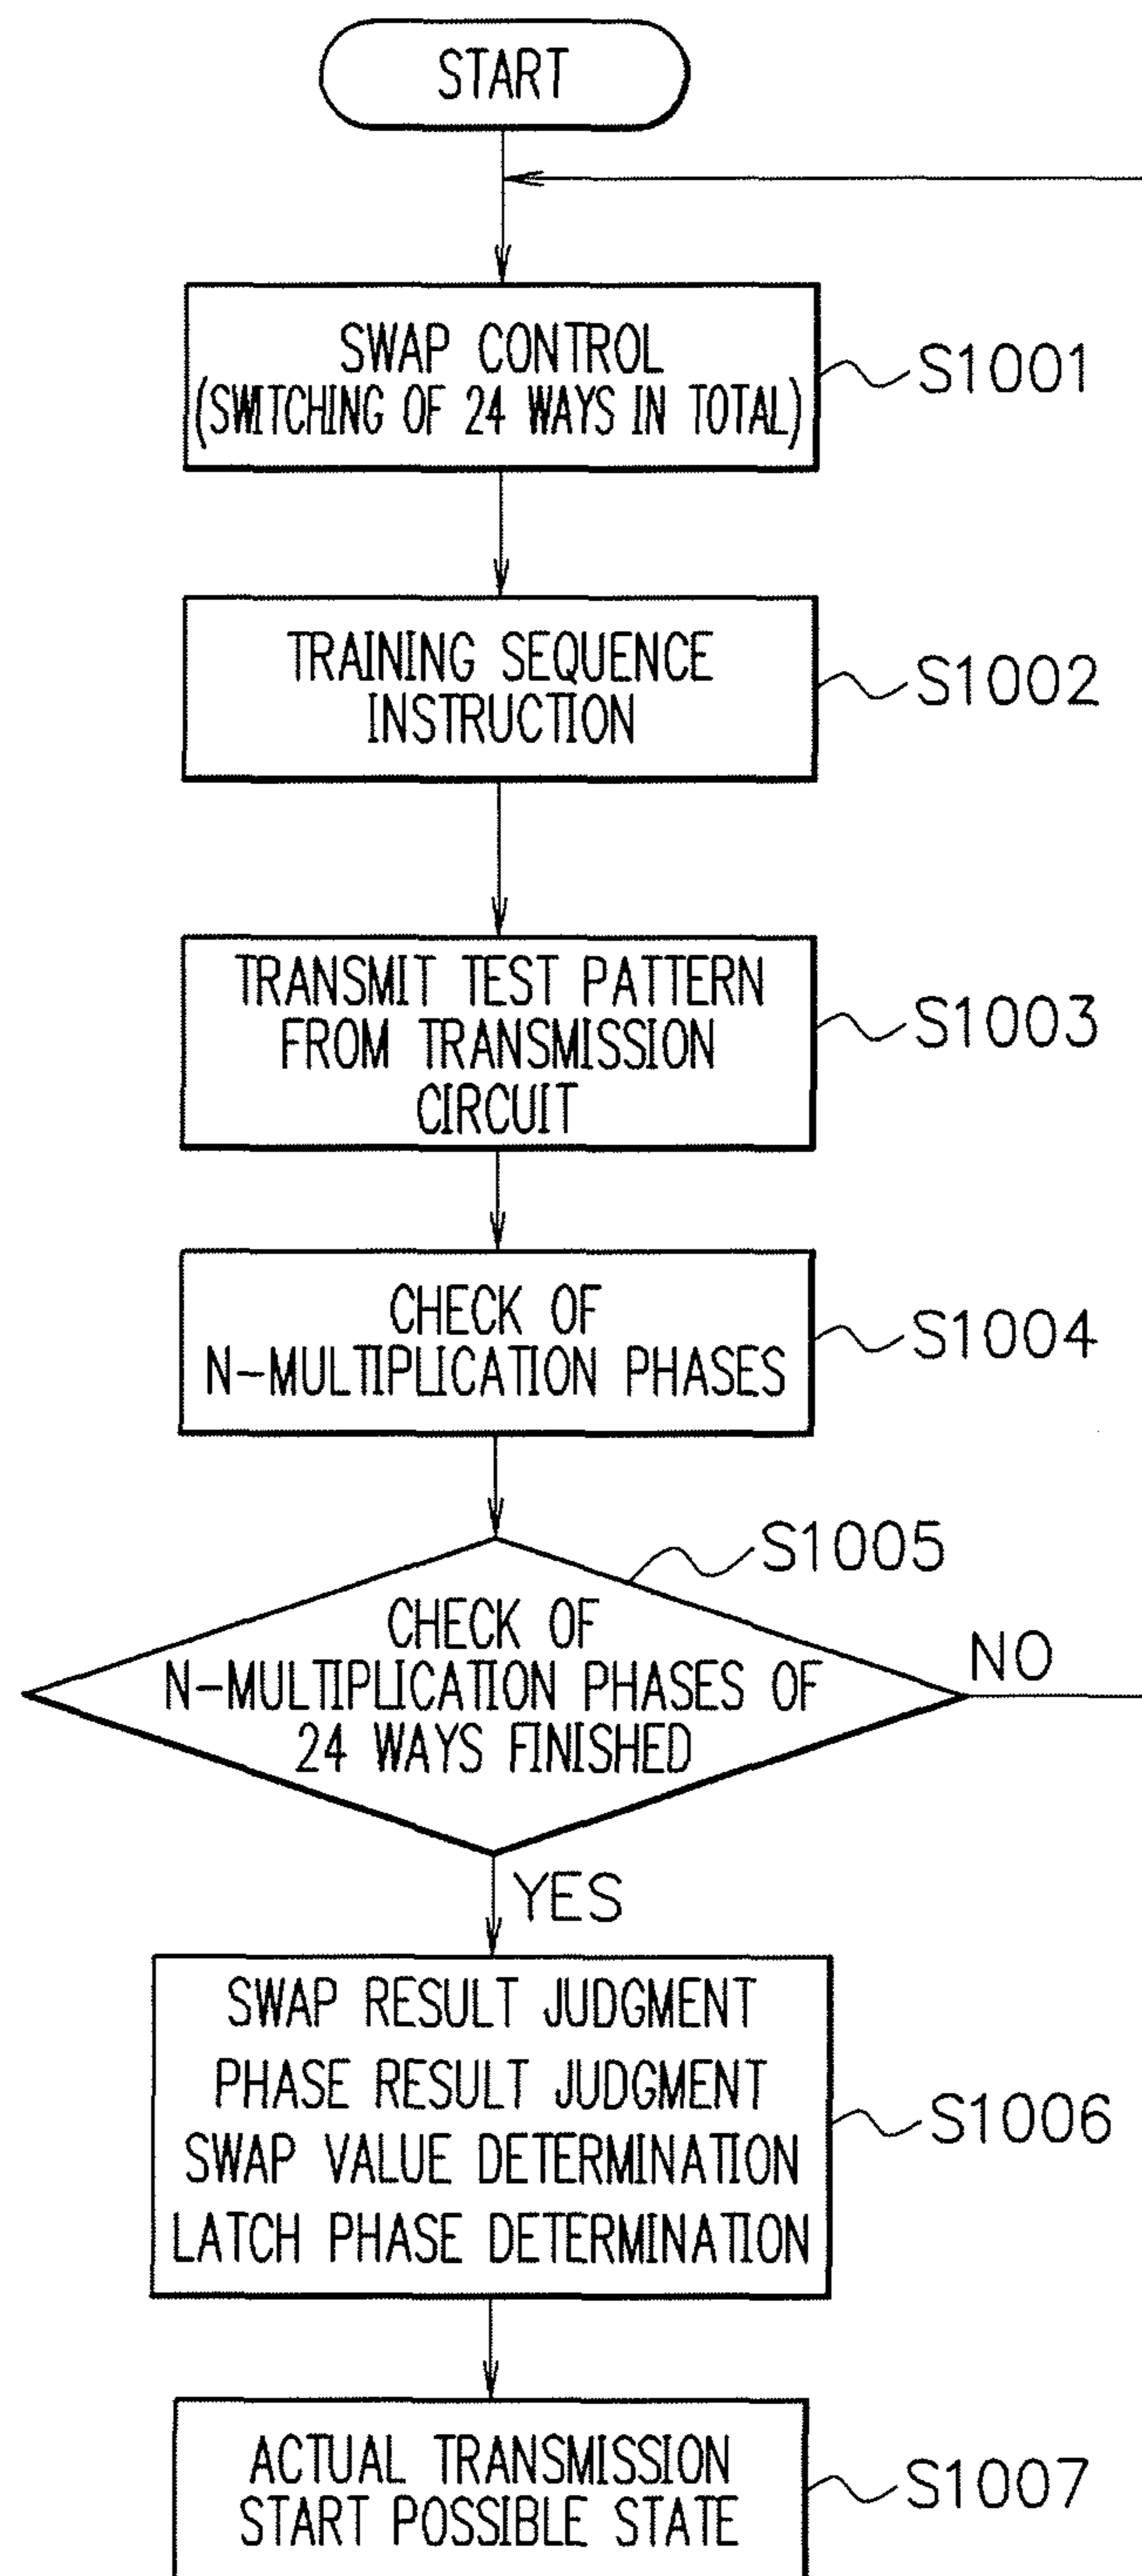 START
SWAP CONTROL
(SWITCHING OF 24 WAYS IN TOTAL)
S1001
TRAINING SEQUENCE
INSTRUCTION
S1002
TRANSMIT TEST PATTERN
FROM TRANSMISSION
CIRCUIT
S1003
CHECK OF
N-MULTIPLICATION PHASES
S1004
S1005
CHECK OF
N-MULTIPLICATION PHASES OF
24 WAYS FINISHED
NO
YES
SWAP RESULT JUDGMENT
PHASE RESULT JUDGMENT
SWAP VALUE DETERMINATION
LATCH PHASE DETERMINATION
S1006
ACTUAL TRANSMISSION
START POSSIBLE STATE
S1007